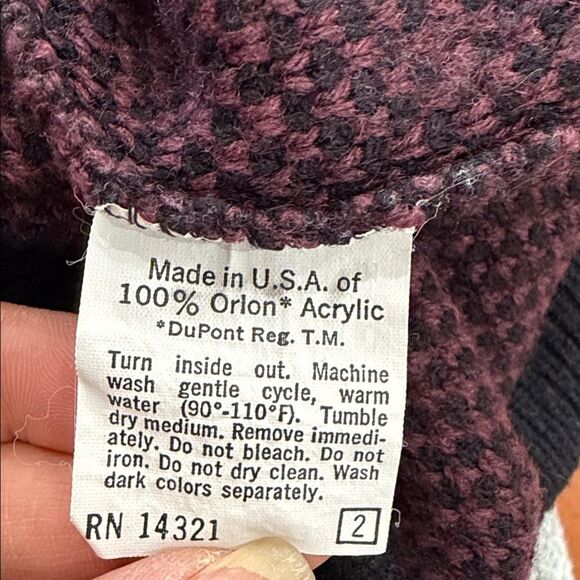 Made in U.S.A. of
100% Orlon* Acrylic
*DuPont Reg. T.M.
Turn inside out. Machine
wash gentle cycle, warm
water (90°-110°F). Tumble
dry medium. Remove immedi-
ately. Do not bleach. Do not
iron. Do not dry clean. Wash
dark colors separately.
RN 14321 2